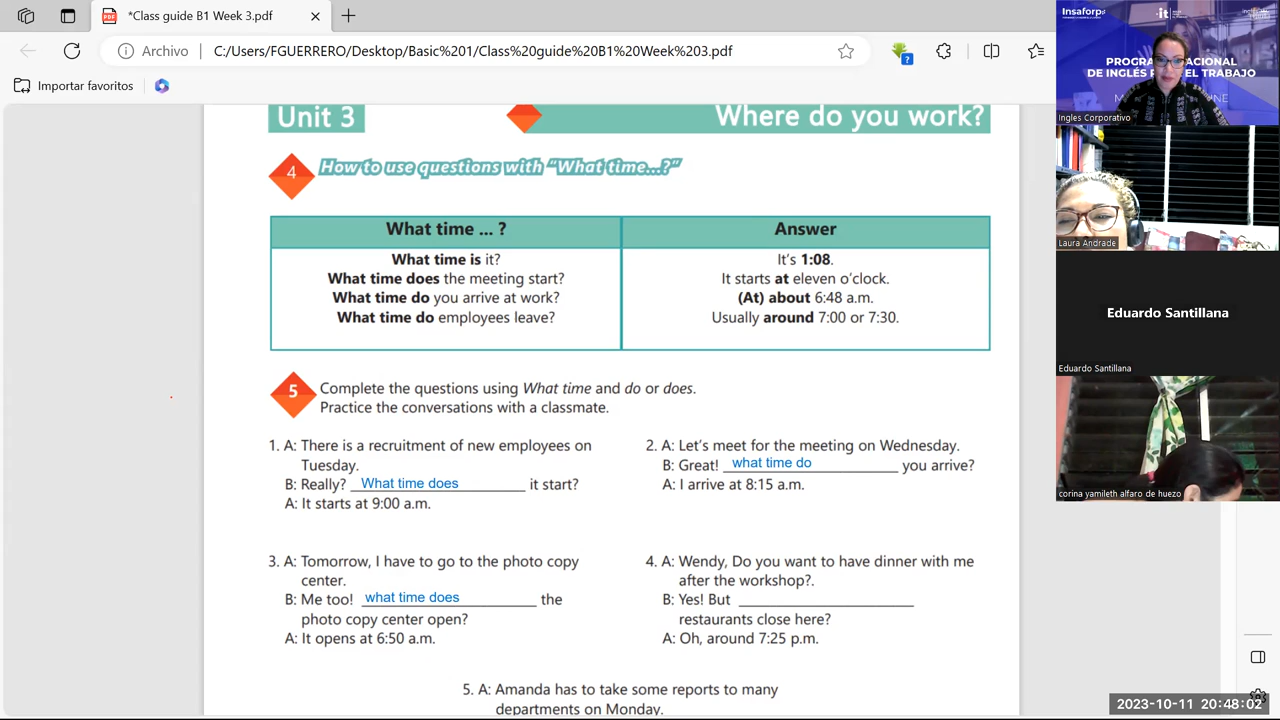 *Class guide B1 Week 3.pdf
Archivo
C:/Users/FGUERRERO/Desktop/Basic%201/Class%20guide%20B1%20Week%203.pdf
Importar favoritos
Unit 3
Where do you work?
4
How to use questions with “What time...?”
What time ... ?
Answer
What time is it?
It's 1:08.
What time does the meeting start?
It starts at eleven o'clock.
What time do you arrive at work?
(At) about 6:48 a.m.
What time do employees leave?
Usually around 7:00 or 7:30.
5
Complete the questions using What time and do or does.
Practice the conversations with a classmate.
1. A: There is a recruitment of new employees on
Tuesday.
B: Really? What time does it start?
A: It starts at 9:00 a.m.
2. A: Let's meet for the meeting on Wednesday.
B: Great! what time do you arrive?
A: I arrive at 8:15 a.m.
3. A: Tomorrow, I have to go to the photo copy
center.
B: Me too! what time does the
photo copy center open?
A: It opens at 6:50 a.m.
4. A: Wendy, Do you want to have dinner with me
after the workshop?.
B: Yes! But ____________________
restaurants close here?
A: Oh, around 7:25 p.m.
5. A: Amanda has to take some reports to many
departments on Monday.
Insaforp
it
DE INGLÉS P EL TRABAJO
Ingles Corporativo
Laura Andrade
Eduardo Santillana
Eduardo Santillana
corina yamileth alfaro de huezo
2023-10-11 20:48:02